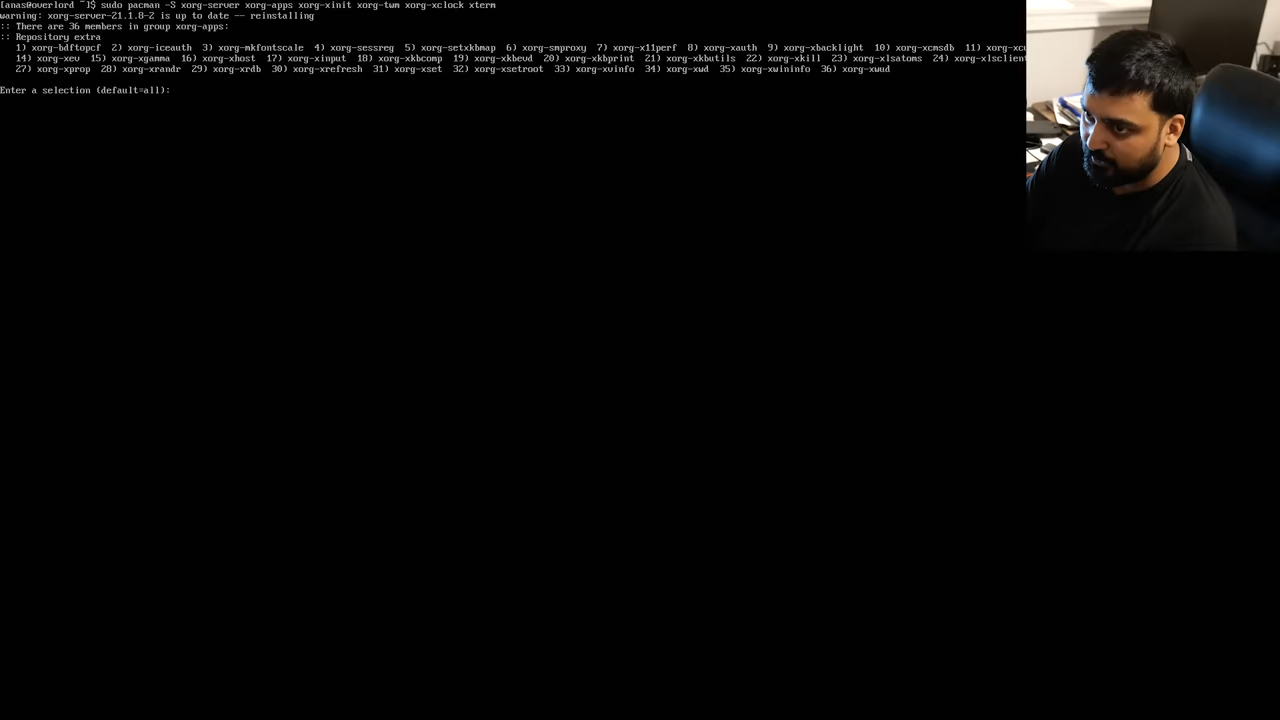 [anas@overlord ~]$ sudo pacman -S xorg-server xorg-apps xorg-xinit xorg-twm xorg-xclock xterm
warning: xorg-server-21.1.8-2 is up to date -- reinstalling
:: There are 36 members in group xorg-apps:
:: Repository extra
1) xorg-bdftopcf 2) xorg-iceauth 3) xorg-mkfontscale 4) xorg-sessreg 5) xorg-setxkbmap 6) xorg-smproxy 7) xorg-x11perf 8) xorg-xauth 9) xorg-xbacklight 10) xorg-xcmsdb 11) xorg-xcu
14) xorg-xev 15) xorg-xgamma 16) xorg-xhost 17) xorg-xinput 18) xorg-xkbcomp 19) xorg-xkbevd 20) xorg-xkbprint 21) xorg-xkbutils 22) xorg-xkill 23) xorg-xlsatoms 24) xorg-xlsclient
27) xorg-xprop 28) xorg-xrandr 29) xorg-xrdb 30) xorg-xrefresh 31) xorg-xset 32) xorg-xsetroot 33) xorg-xvinfo 34) xorg-xwd 35) xorg-xwininfo 36) xorg-xwud
Enter a selection (default=all):